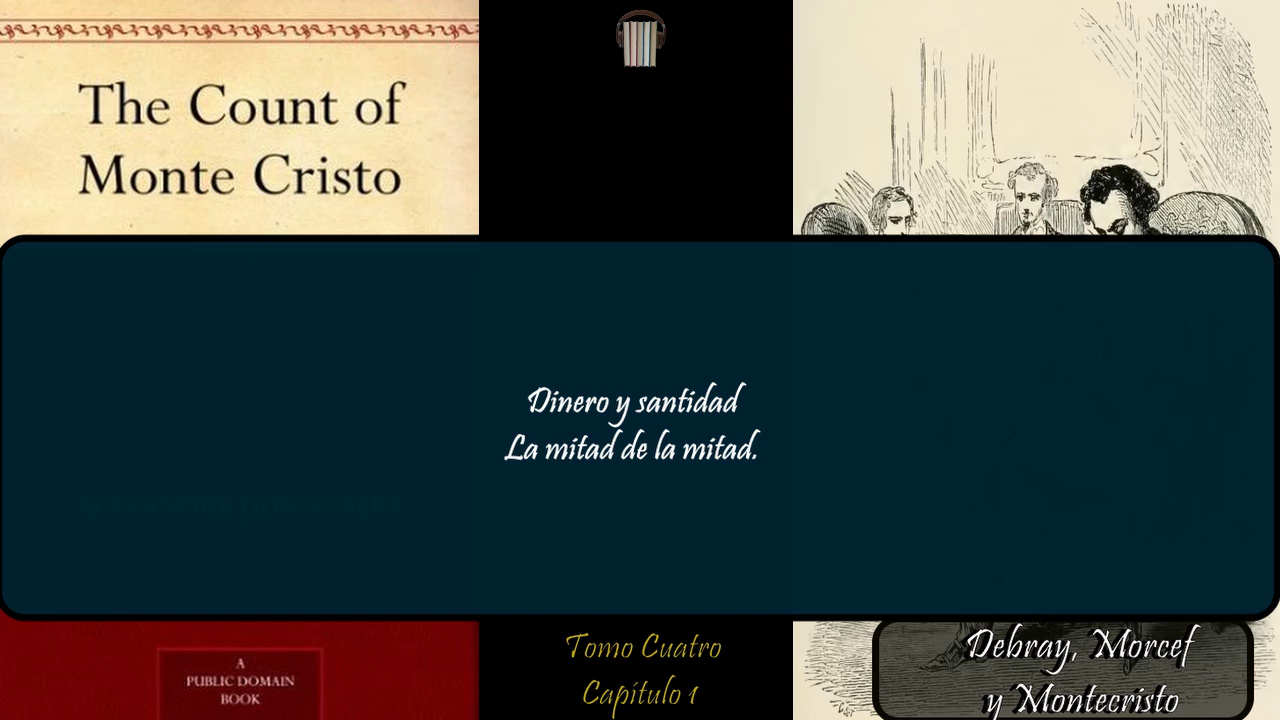 The Count of
Monte Cristo
Dinero y santidad
La mitad de la mitad.
A
PUBLIC DOMAIN
BOOK
Tomo Cuatro
Capítulo 1
Debray, Morcef
y Montecristo